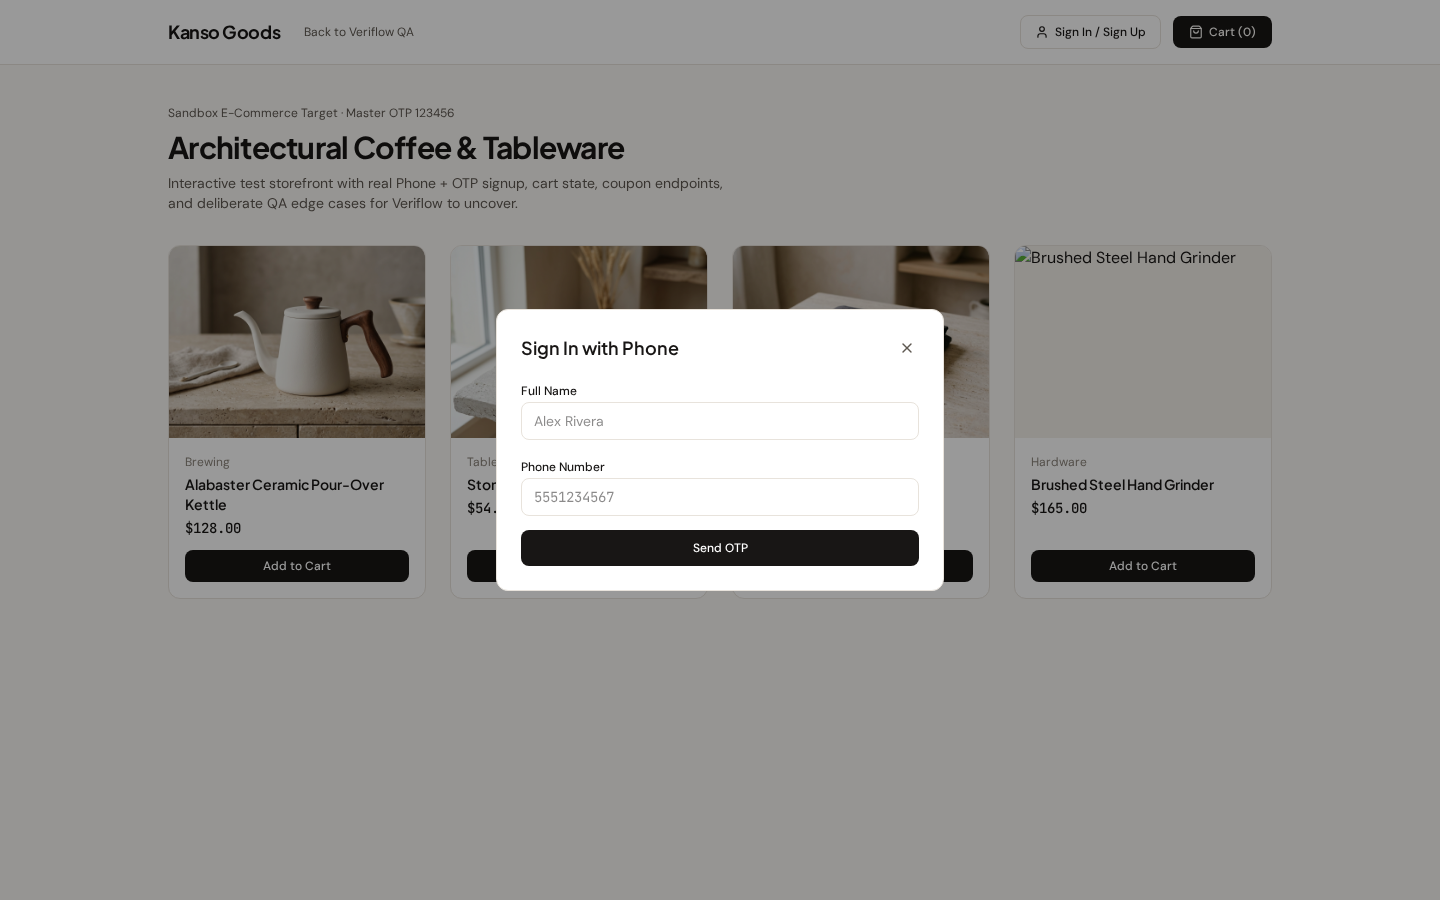 Kanso Goods
Back to Veriflow QA
Sign In / Sign Up
Cart (0)
Sandbox E-Commerce Target · Master OTP 123456
Architectural Coffee & Tableware
Interactive test storefront with real Phone + OTP signup, cart state, coupon endpoints,
and deliberate QA edge cases for Veriflow to uncover.
Brushed Steel Hand Grinder
Sign In with Phone
Full Name
Alex Rivera
Phone Number
5551234567
Send OTP
Brewing
Alabaster Ceramic Pour-Over
Kettle
$128.00
Add to Cart
Hardware
Brushed Steel Hand Grinder
$165.00
Add to Cart